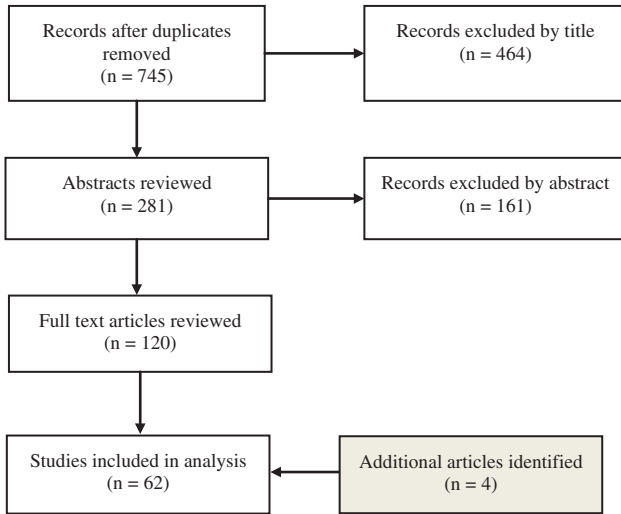 Records after duplicates
removed
(n = 745)
Records excluded by title
(n = 464)
Abstracts reviewed
(n = 281)
Records excluded by abstract
(n = 161)
Full text articles reviewed
(n = 120)
Studies included in analysis
(n = 62)
Additional articles identified
(n = 4)